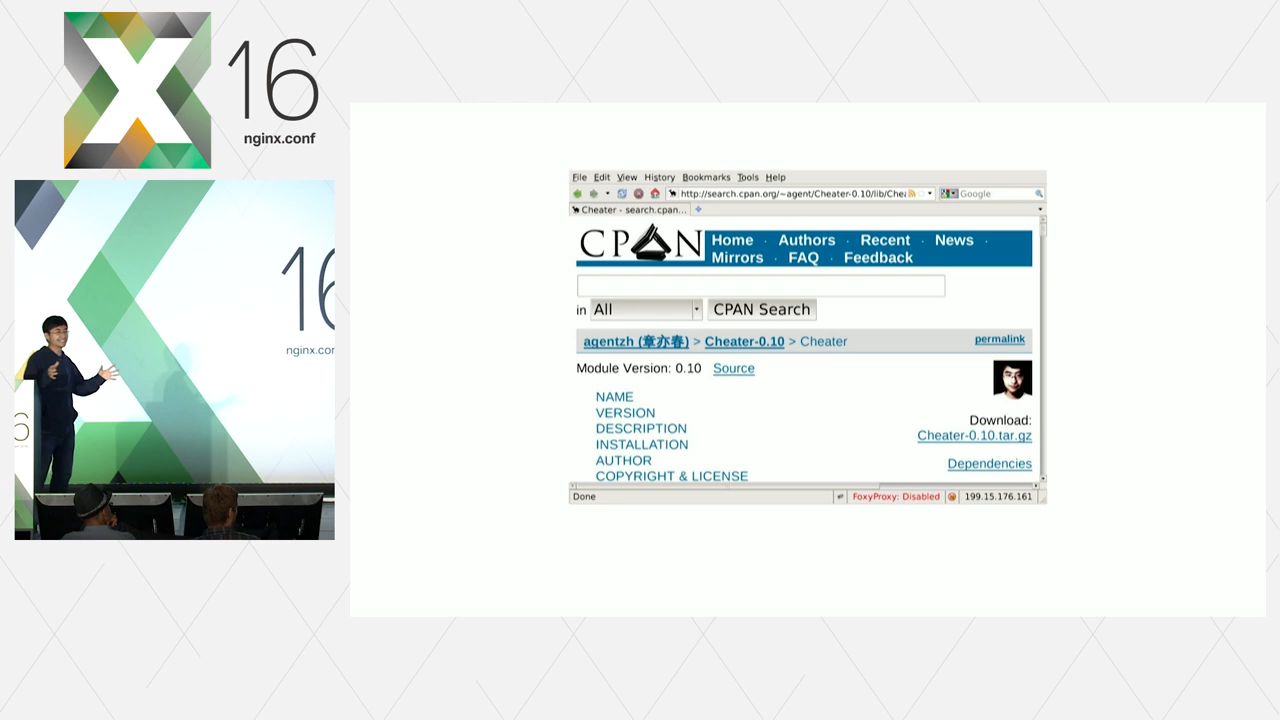 16
nginx.conf
16
nginx.con
6
File Edit View History Bookmarks Tools Help
http://search.cpan.org/~agent/Cheater-0.10/lib/Chea
Google
Cheater - search.cpan...
CPAN
Home · Authors · Recent · News ·
Mirrors · FAQ · Feedback
in All CPAN Search
agentzh (章亦春) > Cheater-0.10 > Cheater
permalink
Module Version: 0.10 Source
NAME
VERSION
DESCRIPTION
INSTALLATION
AUTHOR
COPYRIGHT & LICENSE
Download:
Cheater-0.10.tar.gz
Dependencies
Done
FoxyProxy: Disabled
199.15.176.161